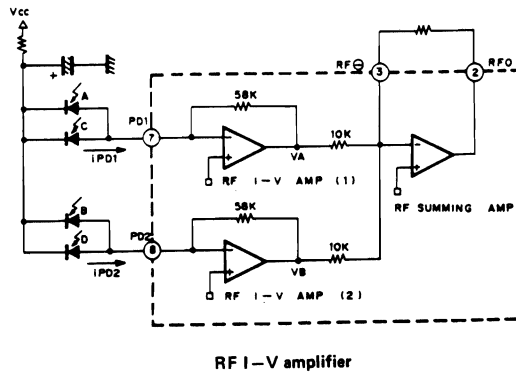 Vcc
RF ⊖
3
2
RFO
+
A
C
58K
PD1
7
iPD1
VA
10K
RF I-V AMP (1)
B
D
58K
PD2
8
iPD2
VB
10K
RF I-V AMP (2)
RF SUMMING AMP
RF I-V amplifier